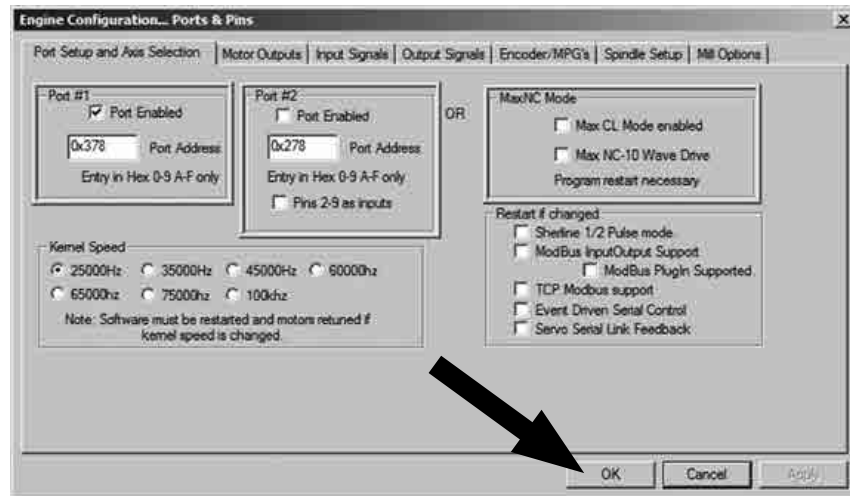 Engine Configuration... Ports & Pins
Port Setup and Axis Selection Motor Outputs Input Signals Output Signals Encoder/MPG's Spindle Setup Mill Options
Port #1
Port Enabled
0x378 Port Address
Entry in Hex 0-9 A-F only
Port #2
Port Enabled
0x278 Port Address
Entry in Hex 0-9 A-F only
Pins 2-9 as inputs
OR
MaxNC Mode
Max CL Mode enabled
Max NC-10 Wave Drive
Program restart necessary
Restart if changed
Sherline 1/2 Pulse mode.
ModBus InputOutput Support
ModBus PlugIn Supported.
TCP Modbus support
Event Driven Serial Control
Servo Serial Link Feedback
Kernel Speed
25000Hz 35000Hz 45000Hz 60000hz
65000hz 75000hz 100khz
Note: Software must be restarted and motors retuned if
kernel speed is changed.
OK Cancel Apply